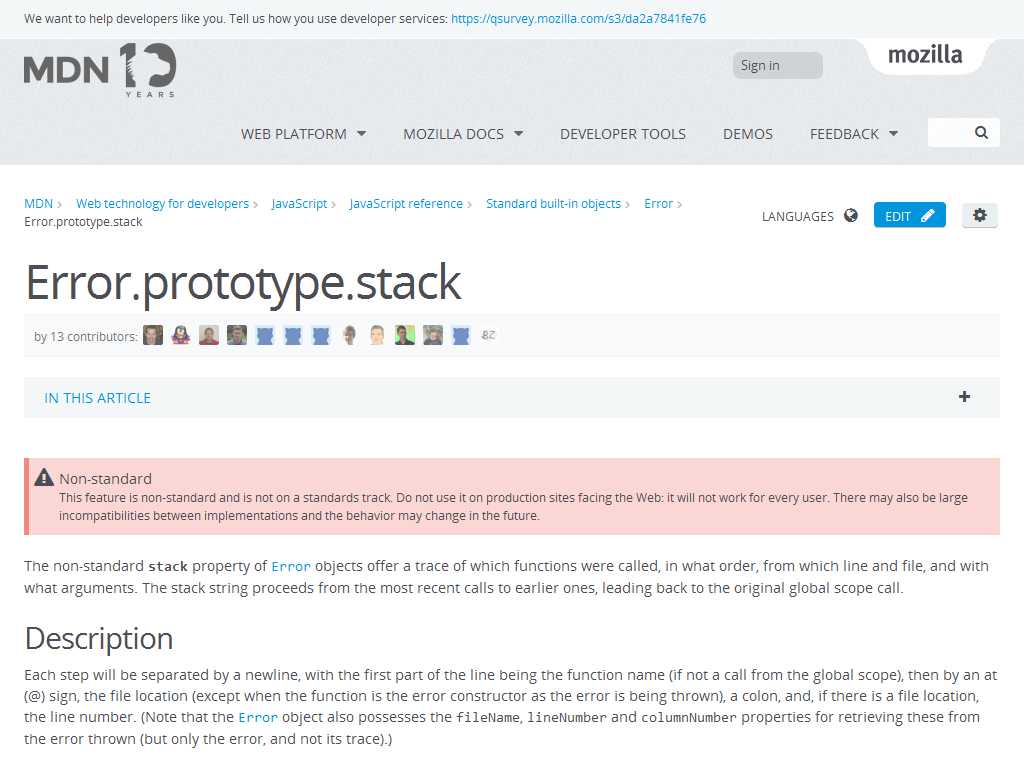 We want to help developers like you. Tell us how you use developer services: https://qsurvey.mozilla.com/s3/da2a7841fe76
MDN 10
YEARS
Sign in
mozilla
WEB PLATFORM
MOZILLA DOCS
DEVELOPER TOOLS
DEMOS
FEEDBACK
MDN
Web technology for developers
JavaScript
JavaScript reference
Standard built-in objects
Error
Error.prototype.stack
LANGUAGES
EDIT
Error.prototype.stack
by 13 contributors:
IN THIS ARTICLE
Non-standard
This feature is non-standard and is not on a standards track. Do not use it on production sites facing the Web: it will not work for every user. There may also be large
incompatibilities between implementations and the behavior may change in the future.
The non-standard stack property of Error objects offer a trace of which functions were called, in what order, from which line and file, and with
what arguments. The stack string proceeds from the most recent calls to earlier ones, leading back to the original global scope call.
Description
Each step will be separated by a newline, with the first part of the line being the function name (if not a call from the global scope), then by an at
(@) sign, the file location (except when the function is the error constructor as the error is being thrown), a colon, and, if there is a file location,
the line number. (Note that the Error object also possesses the fileName, lineNumber and columnNumber properties for retrieving these from
the error thrown (but only the error, and not its trace).)